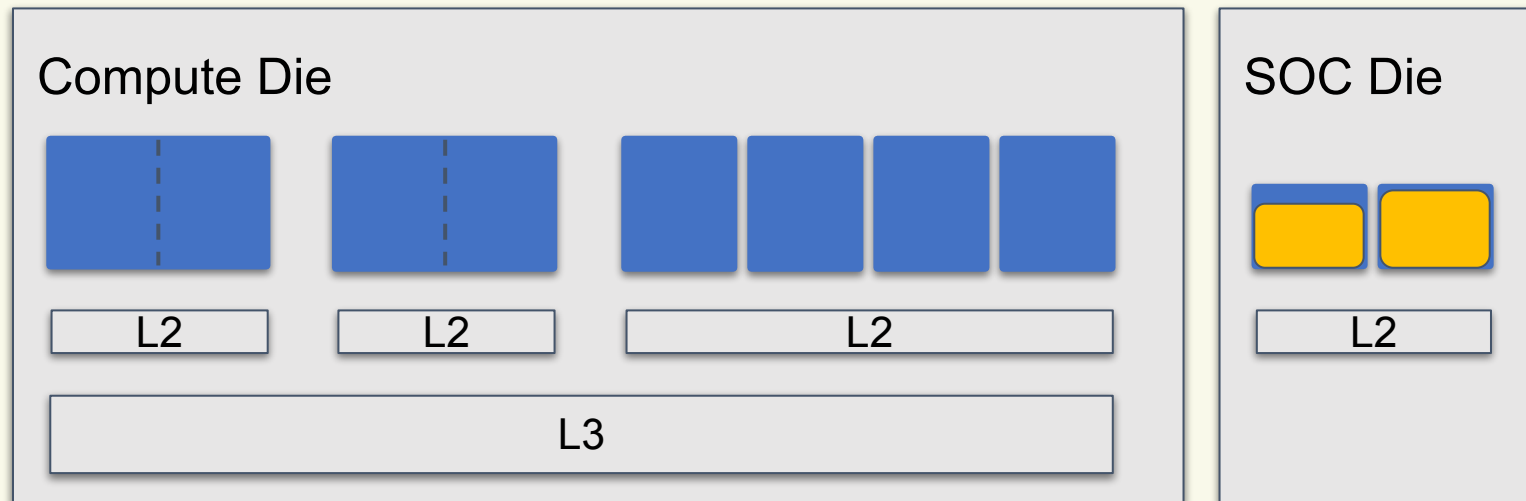 Compute Die
SOC Die
L2
L2
L2
L2
L3